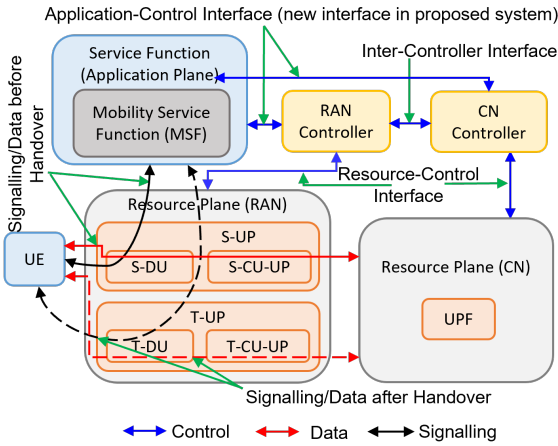 Application-Control Interface (new interface in proposed system)
Service Function
(Application Plane)
Inter-Controller Interface
Mobility Service
Function (MSF)
RAN
Controller
CN
Controller
Signalling/Data before
Handover
Resource-Control
Interface
Resource Plane (RAN)
S-UP
S-DU
S-CU-UP
UE
Resource Plane (CN)
UPF
T-UP
T-DU
T-CU-UP
Signalling/Data after Handover
Control
Data
Signalling